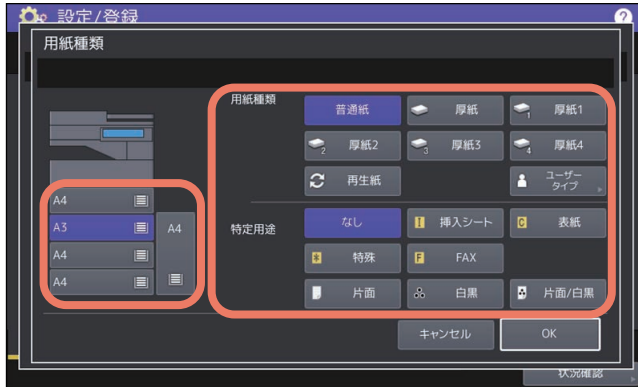 設定/登録
?
用紙種類
用紙種類
普通紙
厚紙
1 厚紙1
2 厚紙2
3 厚紙3
4 厚紙4
再生紙
ユーザー
タイプ
A4
A3
A4
A4
A4
特定用途
なし
I 挿入シート
C 表紙
* 特殊
F FAX
片面
白黒
片面/白黒
キャンセル
OK
状況確認